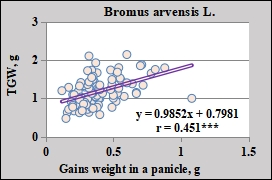 Bromus arvensis L.
3
2
1
0
TGW, g
y = 0.9852x + 0.7981
r = 0.451***
0
0.5
1
1.5
Gains weight in a panicle, g